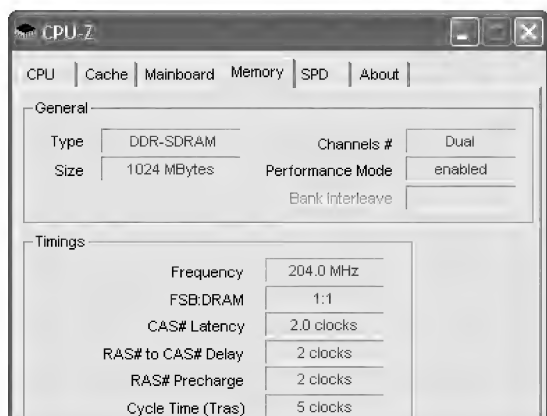 CPU-Z
CPU Cache Mainboard Memory SPD About
General
Type DDR-SDRAM Channels # Dual
Size 1024 MBytes Performance Mode enabled
Bank Interleave
Timings
Frequency 204.0 MHz
FSB:DRAM 1:1
CAS# Latency 2.0 clocks
RAS# to CAS# Delay 2 clocks
RAS# Precharge 2 clocks
Cycle Time (Tras) 5 clocks